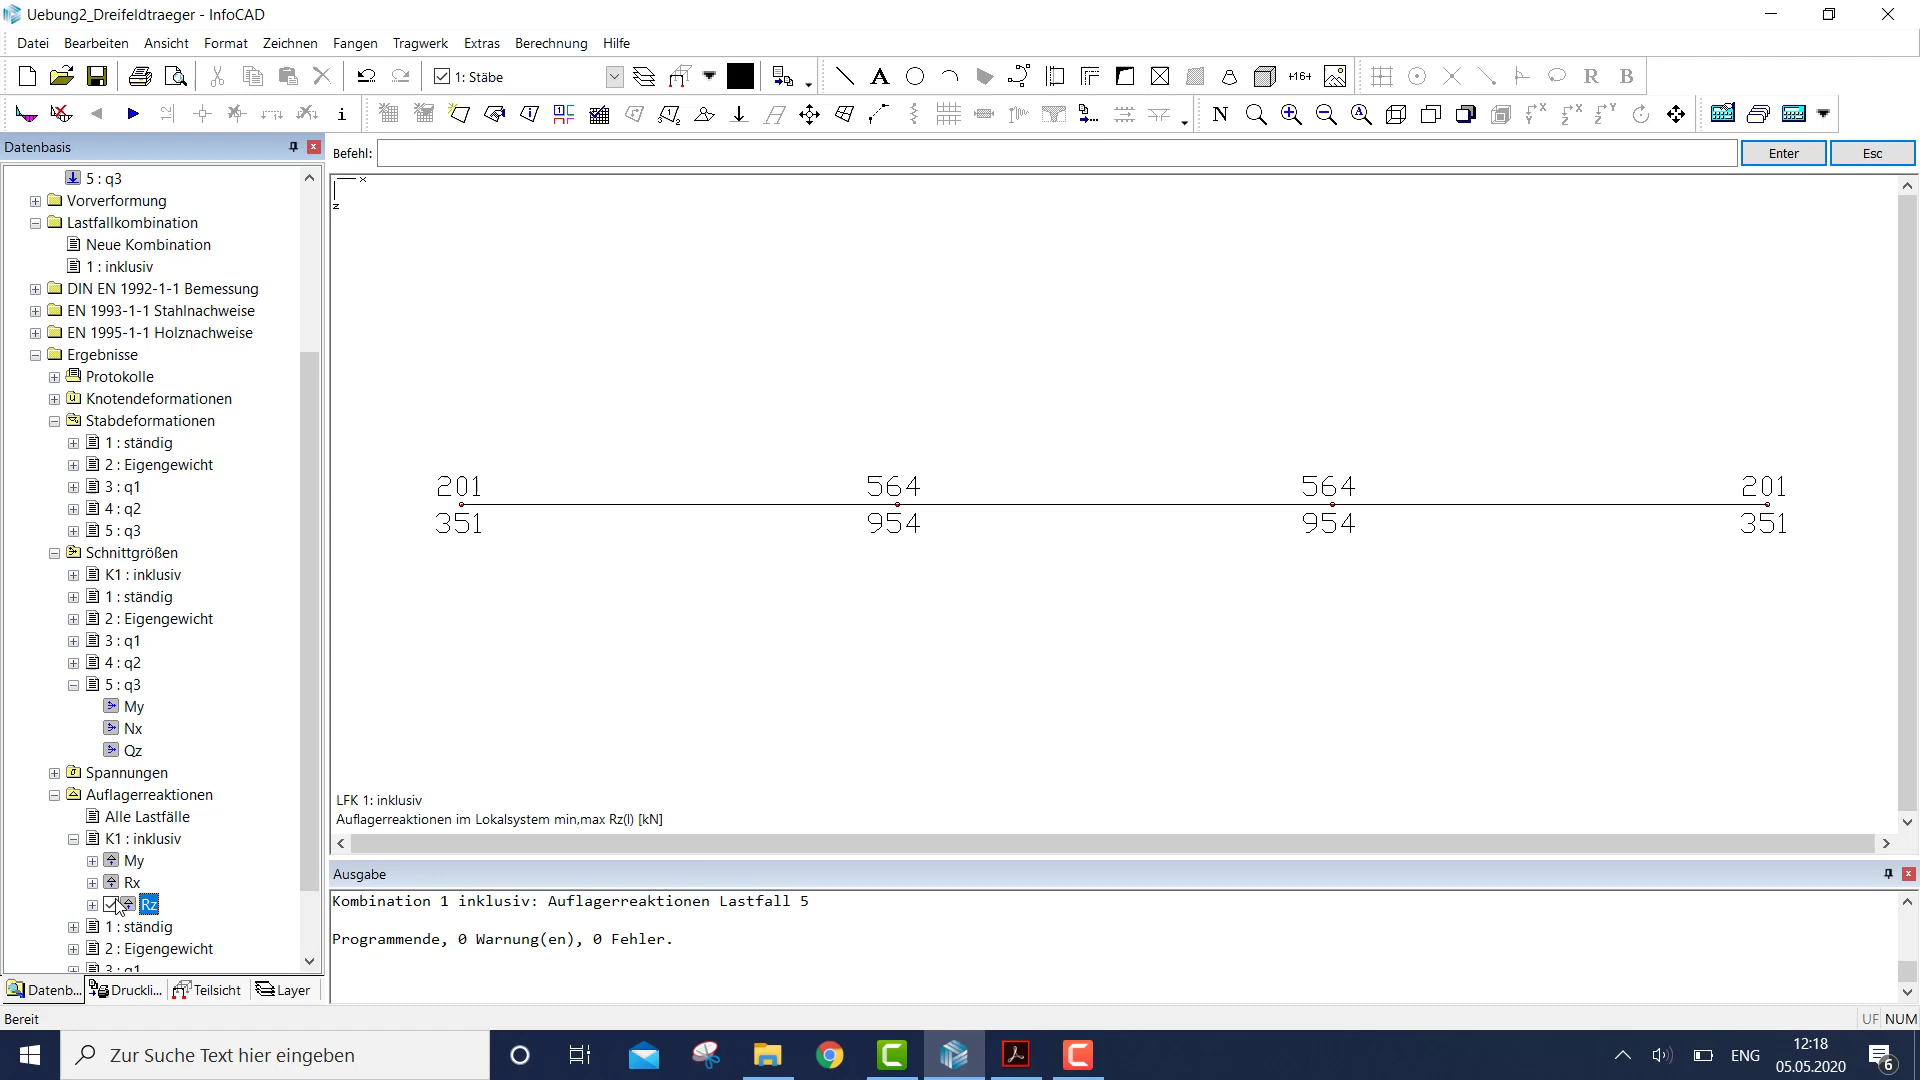 Uebung2_Dreifeldtraeger - InfoCAD
Datei Bearbeiten Ansicht Format Zeichnen Fangen Tragwerk Extras Berechnung Hilfe
1: Stäbe
+16+
R B
N
Datenbasis
Befehl:
Enter
Esc
5 : q3
Vorverformung
Lastfallkombination
Neue Kombination
1 : inklusiv
DIN EN 1992-1-1 Bemessung
EN 1993-1-1 Stahlnachweise
EN 1995-1-1 Holznachweise
Ergebnisse
Protokolle
Knotendeformationen
Stabdeformationen
1 : ständig
2 : Eigengewicht
3 : q1
4 : q2
5 : q3
Schnittgrößen
K1 : inklusiv
1 : ständig
2 : Eigengewicht
3 : q1
4 : q2
5 : q3
My
Nx
Qz
Spannungen
Auflagerreaktionen
Alle Lastfälle
K1 : inklusiv
My
Rx
Rz
1 : ständig
2 : Eigengewicht
3 : q1
Datenb... Druckli... Teilsicht Layer
x
z
201 564 564 201
351 954 954 351
LFK 1: inklusiv
Auflagerreaktionen im Lokalsystem min,max Rz(l) [kN]
Ausgabe
Kombination 1 inklusiv: Auflagerreaktionen Lastfall 5
Programmende, 0 Warnung(en), 0 Fehler.
Bereit
UF NUM
Zur Suche Text hier eingeben
ENG
12:18
05.05.2020
6